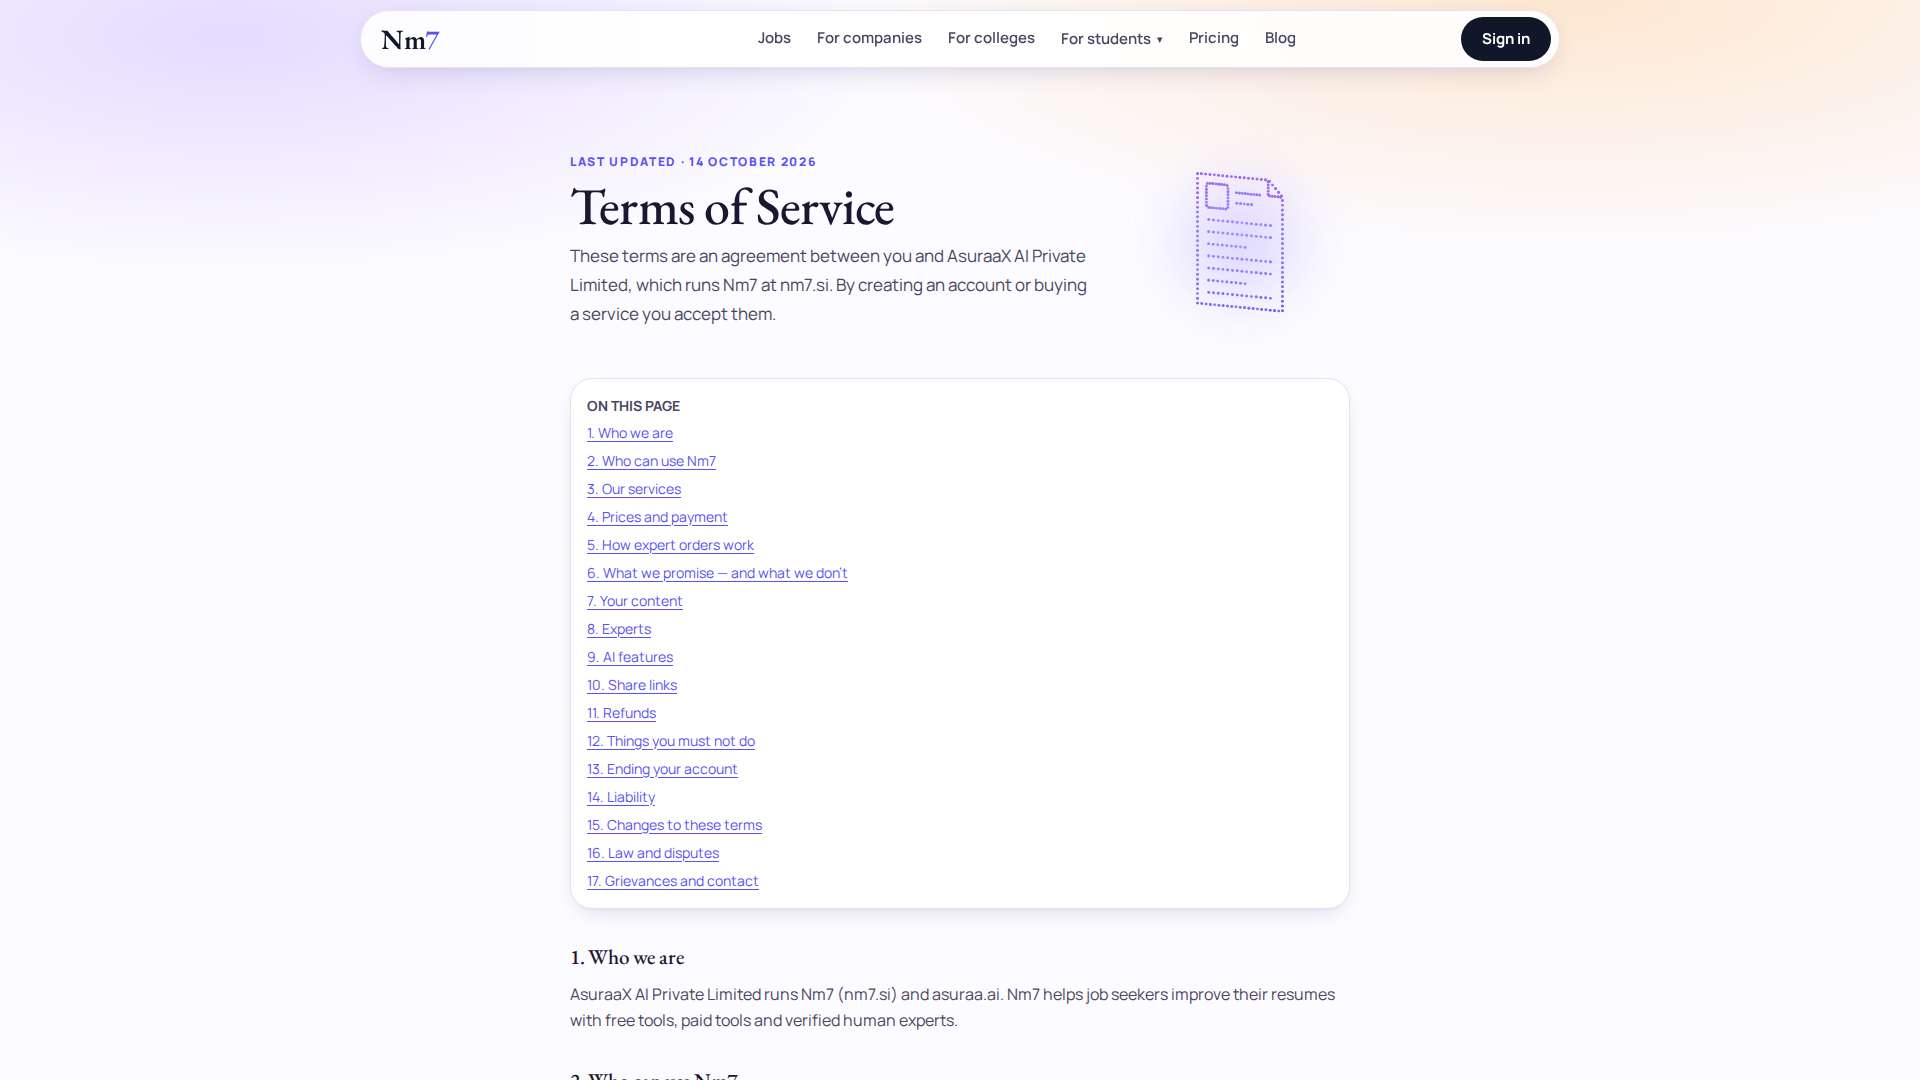 Nm7
Jobs
For companies
For colleges
For students ▾
Pricing
Blog
Sign in
LAST UPDATED · 14 OCTOBER 2026
Terms of Service
These terms are an agreement between you and AsuraaX AI Private
Limited, which runs Nm7 at nm7.si. By creating an account or buying
a service you accept them.
ON THIS PAGE
1. Who we are
2. Who can use Nm7
3. Our services
4. Prices and payment
5. How expert orders work
6. What we promise — and what we don't
7. Your content
8. Experts
9. AI features
10. Share links
11. Refunds
12. Things you must not do
13. Ending your account
14. Liability
15. Changes to these terms
16. Law and disputes
17. Grievances and contact
1. Who we are
AsuraaX AI Private Limited runs Nm7 (nm7.si) and asuraa.ai. Nm7 helps job seekers improve their resumes
with free tools, paid tools and verified human experts.
2. Who can use Nm7